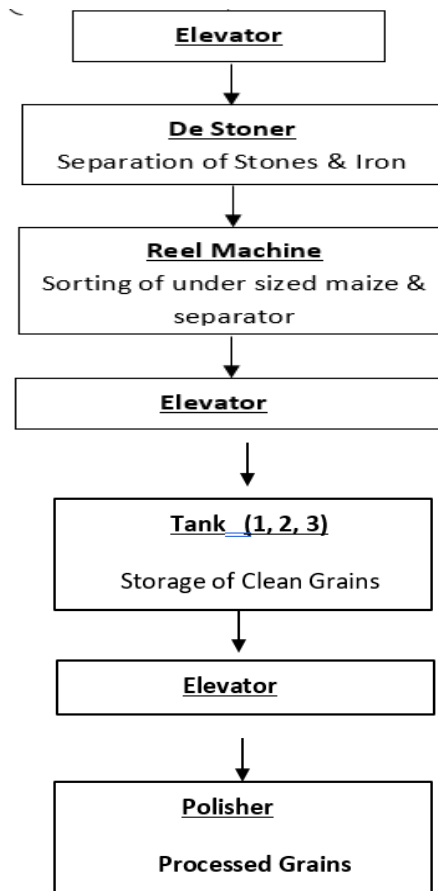 Elevator
De Stoner
Separation of Stones & Iron
Reel Machine
Sorting of under sized maize &
separator
Elevator
Tank (1, 2, 3)
Storage of Clean Grains
Elevator
Polisher
Processed Grains